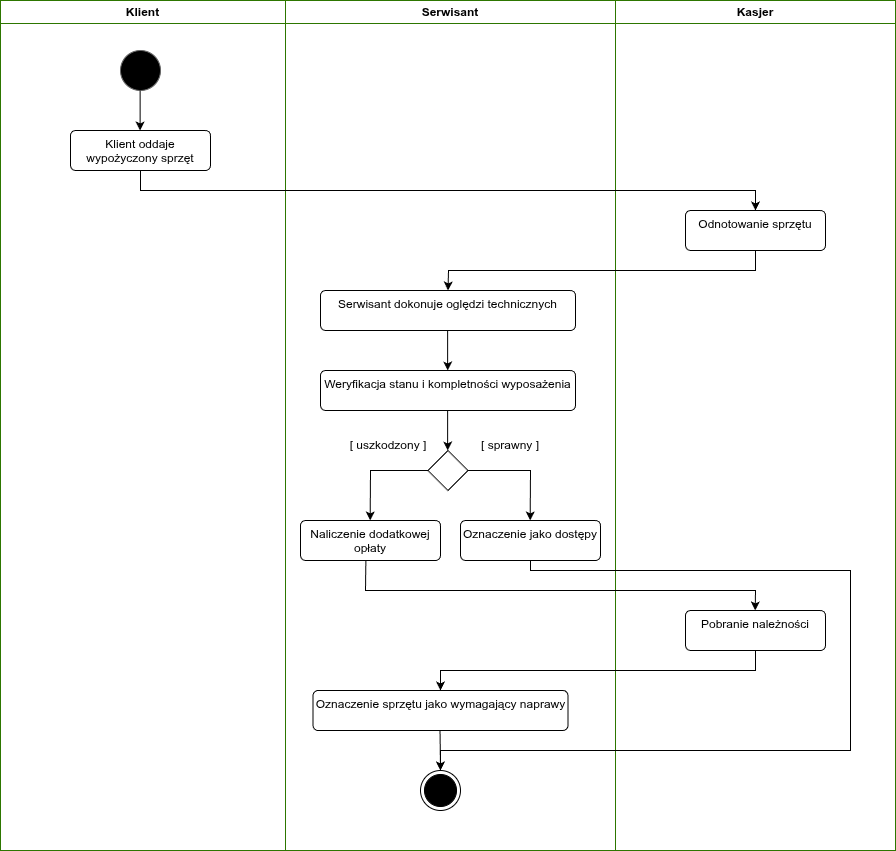 Klient
Serwisant
Kasjer
Klient oddaje
wypożyczony sprzęt
Odnotowanie sprzętu
Serwisant dokonuje oględzi technicznych
Weryfikacja stanu i kompletności wyposażenia
[ uszkodzony ]
[ sprawny ]
Naliczenie dodatkowej
opłaty
Oznaczenie jako dostępy
Pobranie należności
Oznaczenie sprzętu jako wymagający naprawy